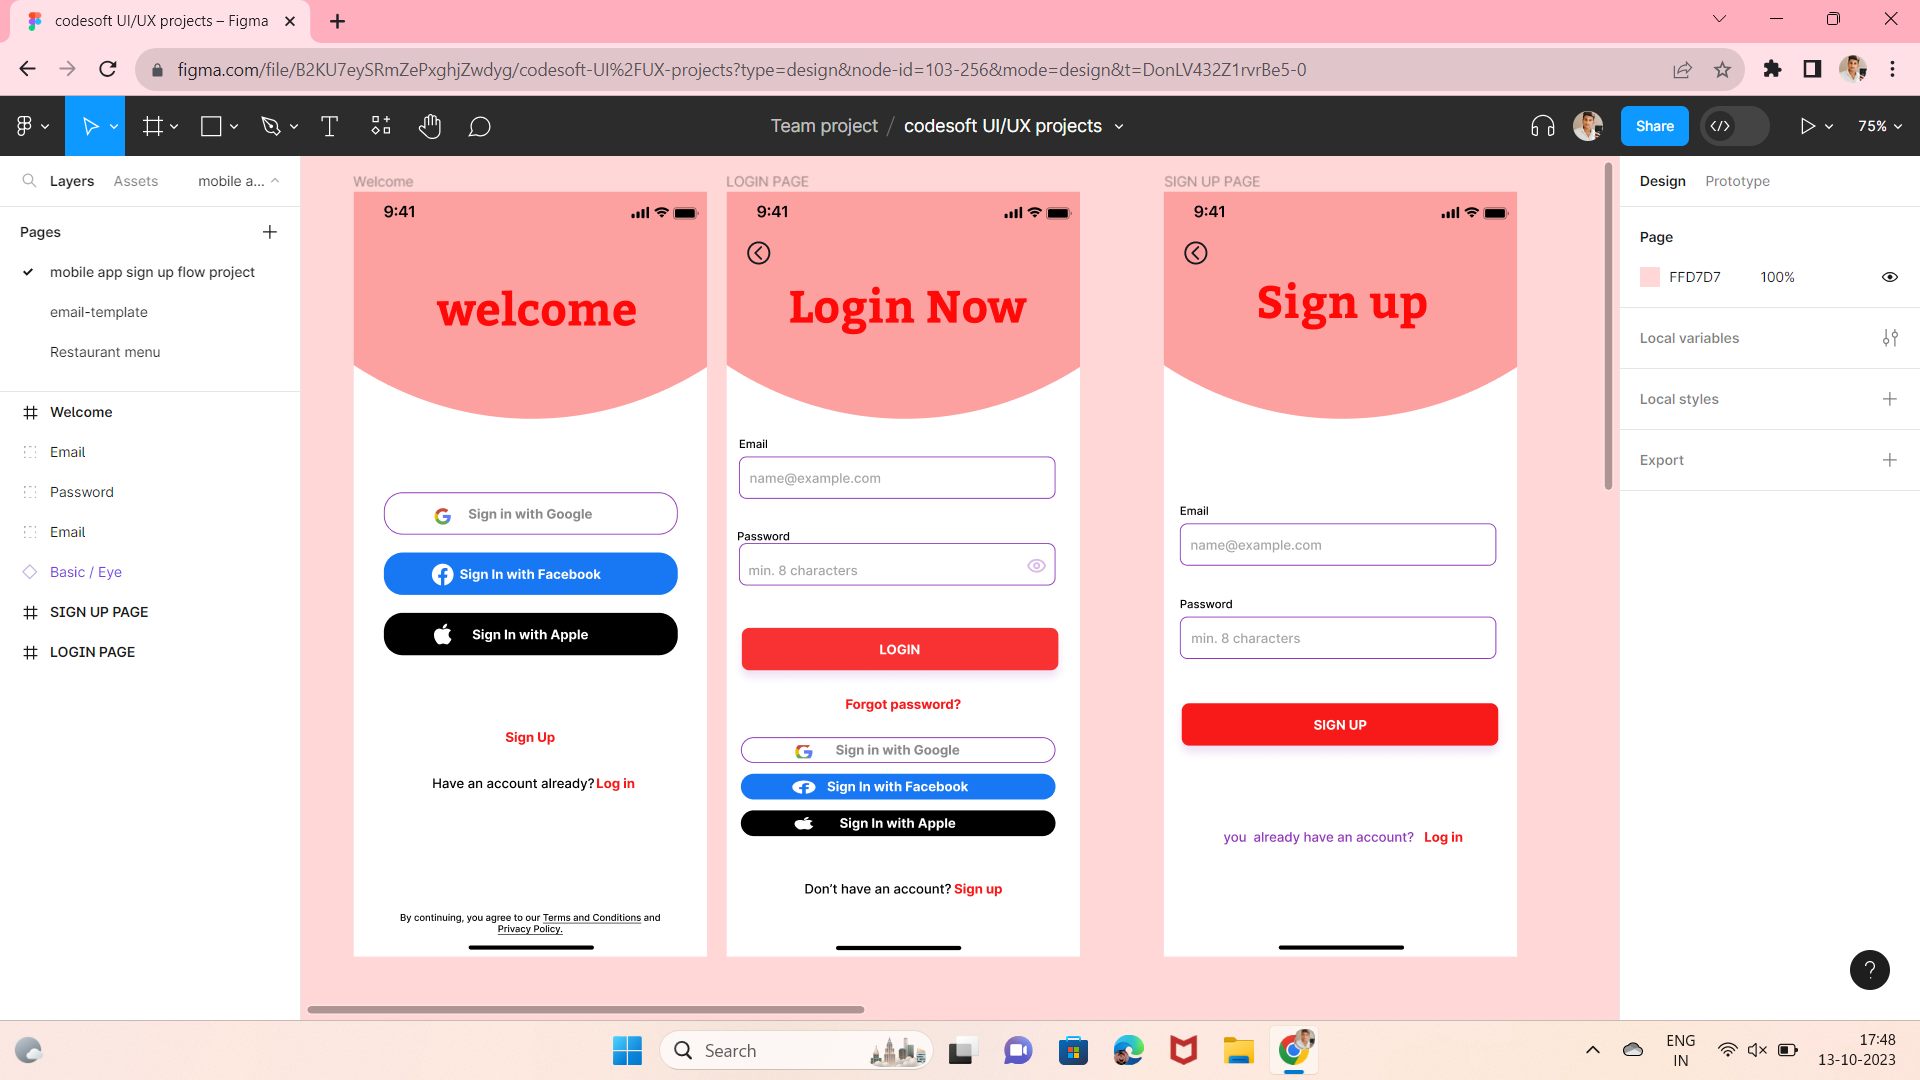 codesoft UI/UX projects – Figma
figma.com/file/B2KU7eySRmZePxghjZwdyg/codesoft-UI%2FUX-projects?type=design&node-id=103-256&mode=design&t=DonLV432Z1rvrBe5-0
Team project / codesoft UI/UX projects
Share
75%
Layers
Assets
mobile a...
Pages
mobile app sign up flow project
email-template
Restaurant menu
Welcome
Email
Password
Email
Basic / Eye
SIGN UP PAGE
LOGIN PAGE
Welcome
9:41
welcome
Sign in with Google
Sign In with Facebook
Sign In with Apple
Sign Up
Have an account already? Log in
By continuing, you agree to our Terms and Conditions and
Privacy Policy.
LOGIN PAGE
9:41
Login Now
Email
name@example.com
Password
min. 8 characters
LOGIN
Forgot password?
Sign in with Google
Sign In with Facebook
Sign In with Apple
Don't have an account? Sign up
SIGN UP PAGE
9:41
Sign up
Email
name@example.com
Password
min. 8 characters
SIGN UP
you already have an account? Log in
Design
Prototype
Page
FFD7D7 100%
Local variables
Local styles
Export
?
Search
ENG
IN
17:48
13-10-2023